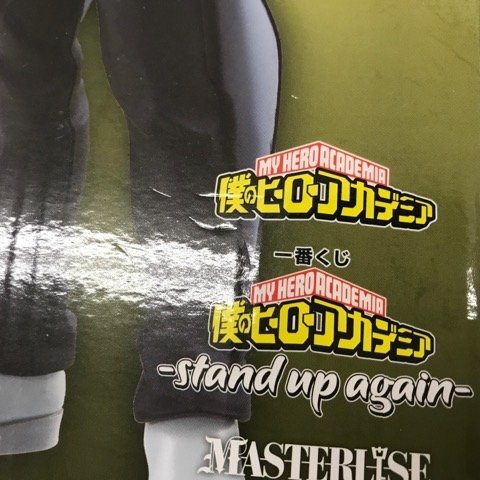 MY HERO ACADEMIA
僕のヒーローアカデミア
一番くじ
MY HERO ACADEMIA
僕のヒーローアカデミア
-stand up again-
MASTERLISE